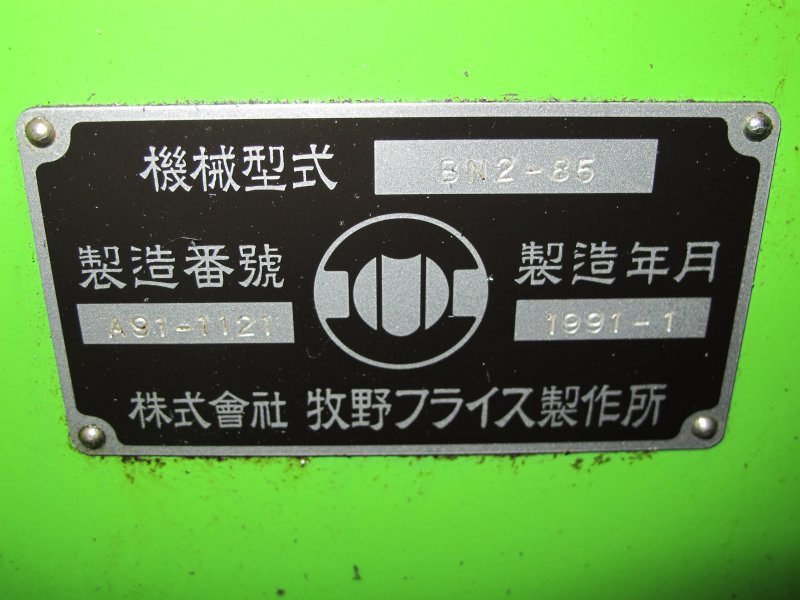 機械型式 BN2-85
製造番號 製造年月
A91-1121 1991-1
株式會社 牧野フライス製作所